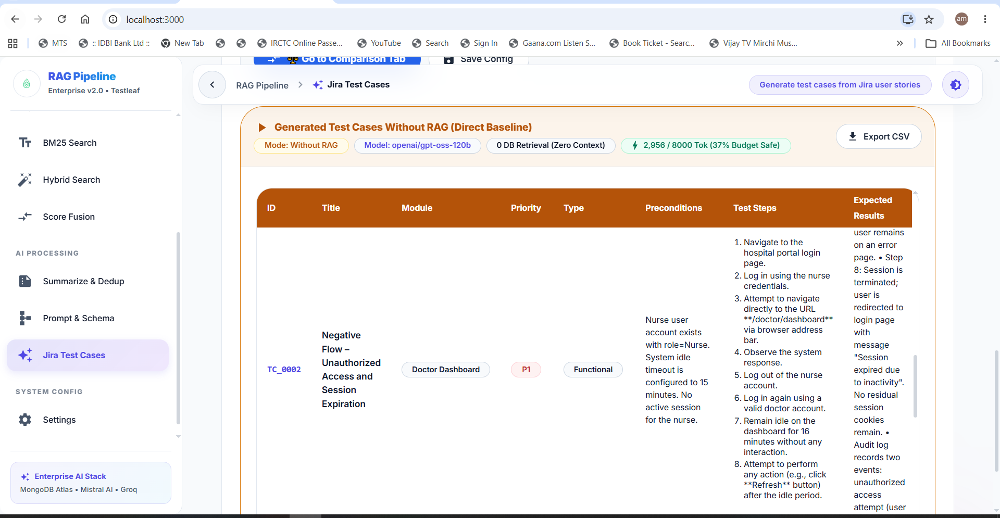 localhost:3000
am
MTS
:: IDBI Bank Ltd ::
New Tab
IRCTC Online Passe...
YouTube
Search
Sign In
Gaana.com Listen S...
Book Ticket - Searc...
Vijay TV Mirchi Mus...
»
All Bookmarks
RAG Pipeline
Enterprise v2.0 • Testleaf
BM25 Search
Hybrid Search
Score Fusion
AI PROCESSING
Summarize & Dedup
Prompt & Schema
Jira Test Cases
SYSTEM CONFIG
Settings
Enterprise AI Stack
MongoDB Atlas • Mistral AI • Groq
Go to Comparison Tab
Save Config
RAG Pipeline
Jira Test Cases
Generate test cases from Jira user stories
Generated Test Cases Without RAG (Direct Baseline)
Mode: Without RAG
Model: openai/gpt-oss-120b
0 DB Retrieval (Zero Context)
2,956 / 8000 Tok (37% Budget Safe)
Export CSV
ID
Title
Module
Priority
Type
Preconditions
Test Steps
Expected
Results
TC_0002
Negative
Flow –
Unauthorized
Access and
Session
Expiration
Doctor Dashboard
P1
Functional
Nurse user
account exists
with role=Nurse.
System idle
timeout is
configured to 15
minutes. No
active session
for the nurse.
1. Navigate to the
hospital portal login
page.
2. Log in using the nurse
credentials.
3. Attempt to navigate
directly to the URL
**/doctor/dashboard**
via browser address
bar.
4. Observe the system
response.
5. Log out of the nurse
account.
6. Log in again using a
valid doctor account.
7. Remain idle on the
dashboard for 16
minutes without any
interaction.
8. Attempt to perform
any action (e.g., click
**Refresh** button)
after the idle period.
user remains
on an error
page. • Step
8: Session is
terminated;
user is
redirected to
login page
with
message
"Session
expired due
to inactivity".
No residual
session
cookies
remain. •
Audit log
records two
events:
unauthorized
access
attempt (user